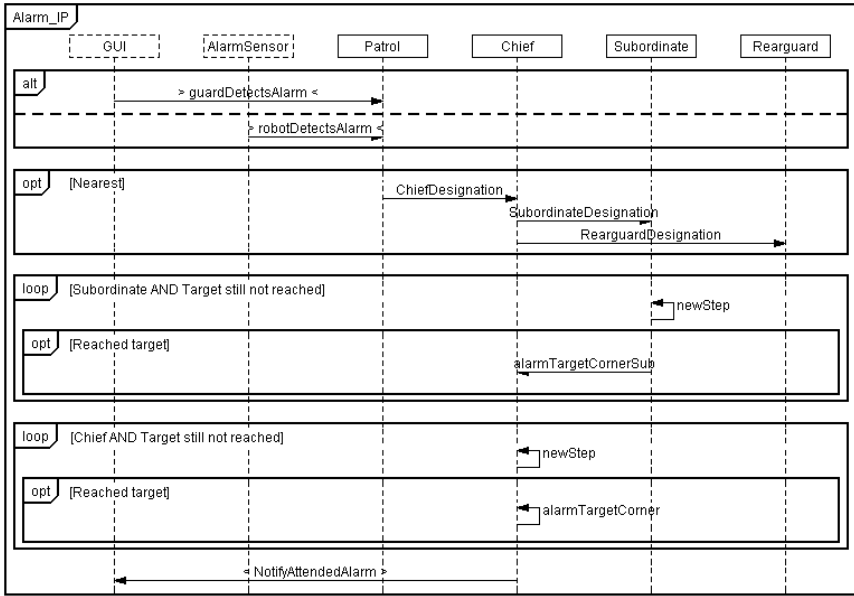 Alarm_IP
GUI AlarmSensor Patrol Chief Subordinate Rearguard
alt
> guardDetectsAlarm <
> robotDetectsAlarm <
opt [Nearest]
ChiefDesignation
SubordinateDesignation
RearguardDesignation
loop [Subordinate AND Target still not reached]
newStep
opt [Reached target]
alarmTargetCornerSub
loop [Chief AND Target still not reached]
newStep
opt [Reached target]
alarmTargetCorner
< NotifyAttendedAlarm >